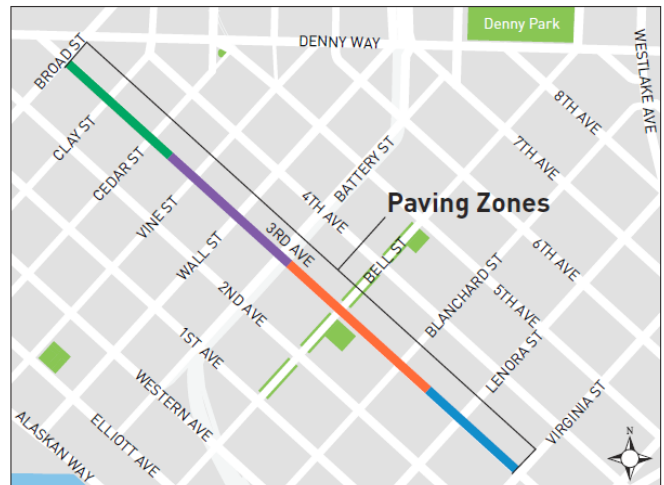 Denny Park
DENNY WAY
BROAD ST
WESTLAKE AVE
8TH AVE
CLAY ST
7TH AVE
BATTERY ST
CEDAR ST
4TH AVE
Paving Zones
VINE ST
3RD AVE
6TH AVE
WALL ST
BELL ST
2ND AVE
BLANCHARD ST
5TH AVE
1ST AVE
LENORA ST
WESTERN AVE
VIRGINIA ST
ELLIOTT AVE
ALASKAN WAY
N